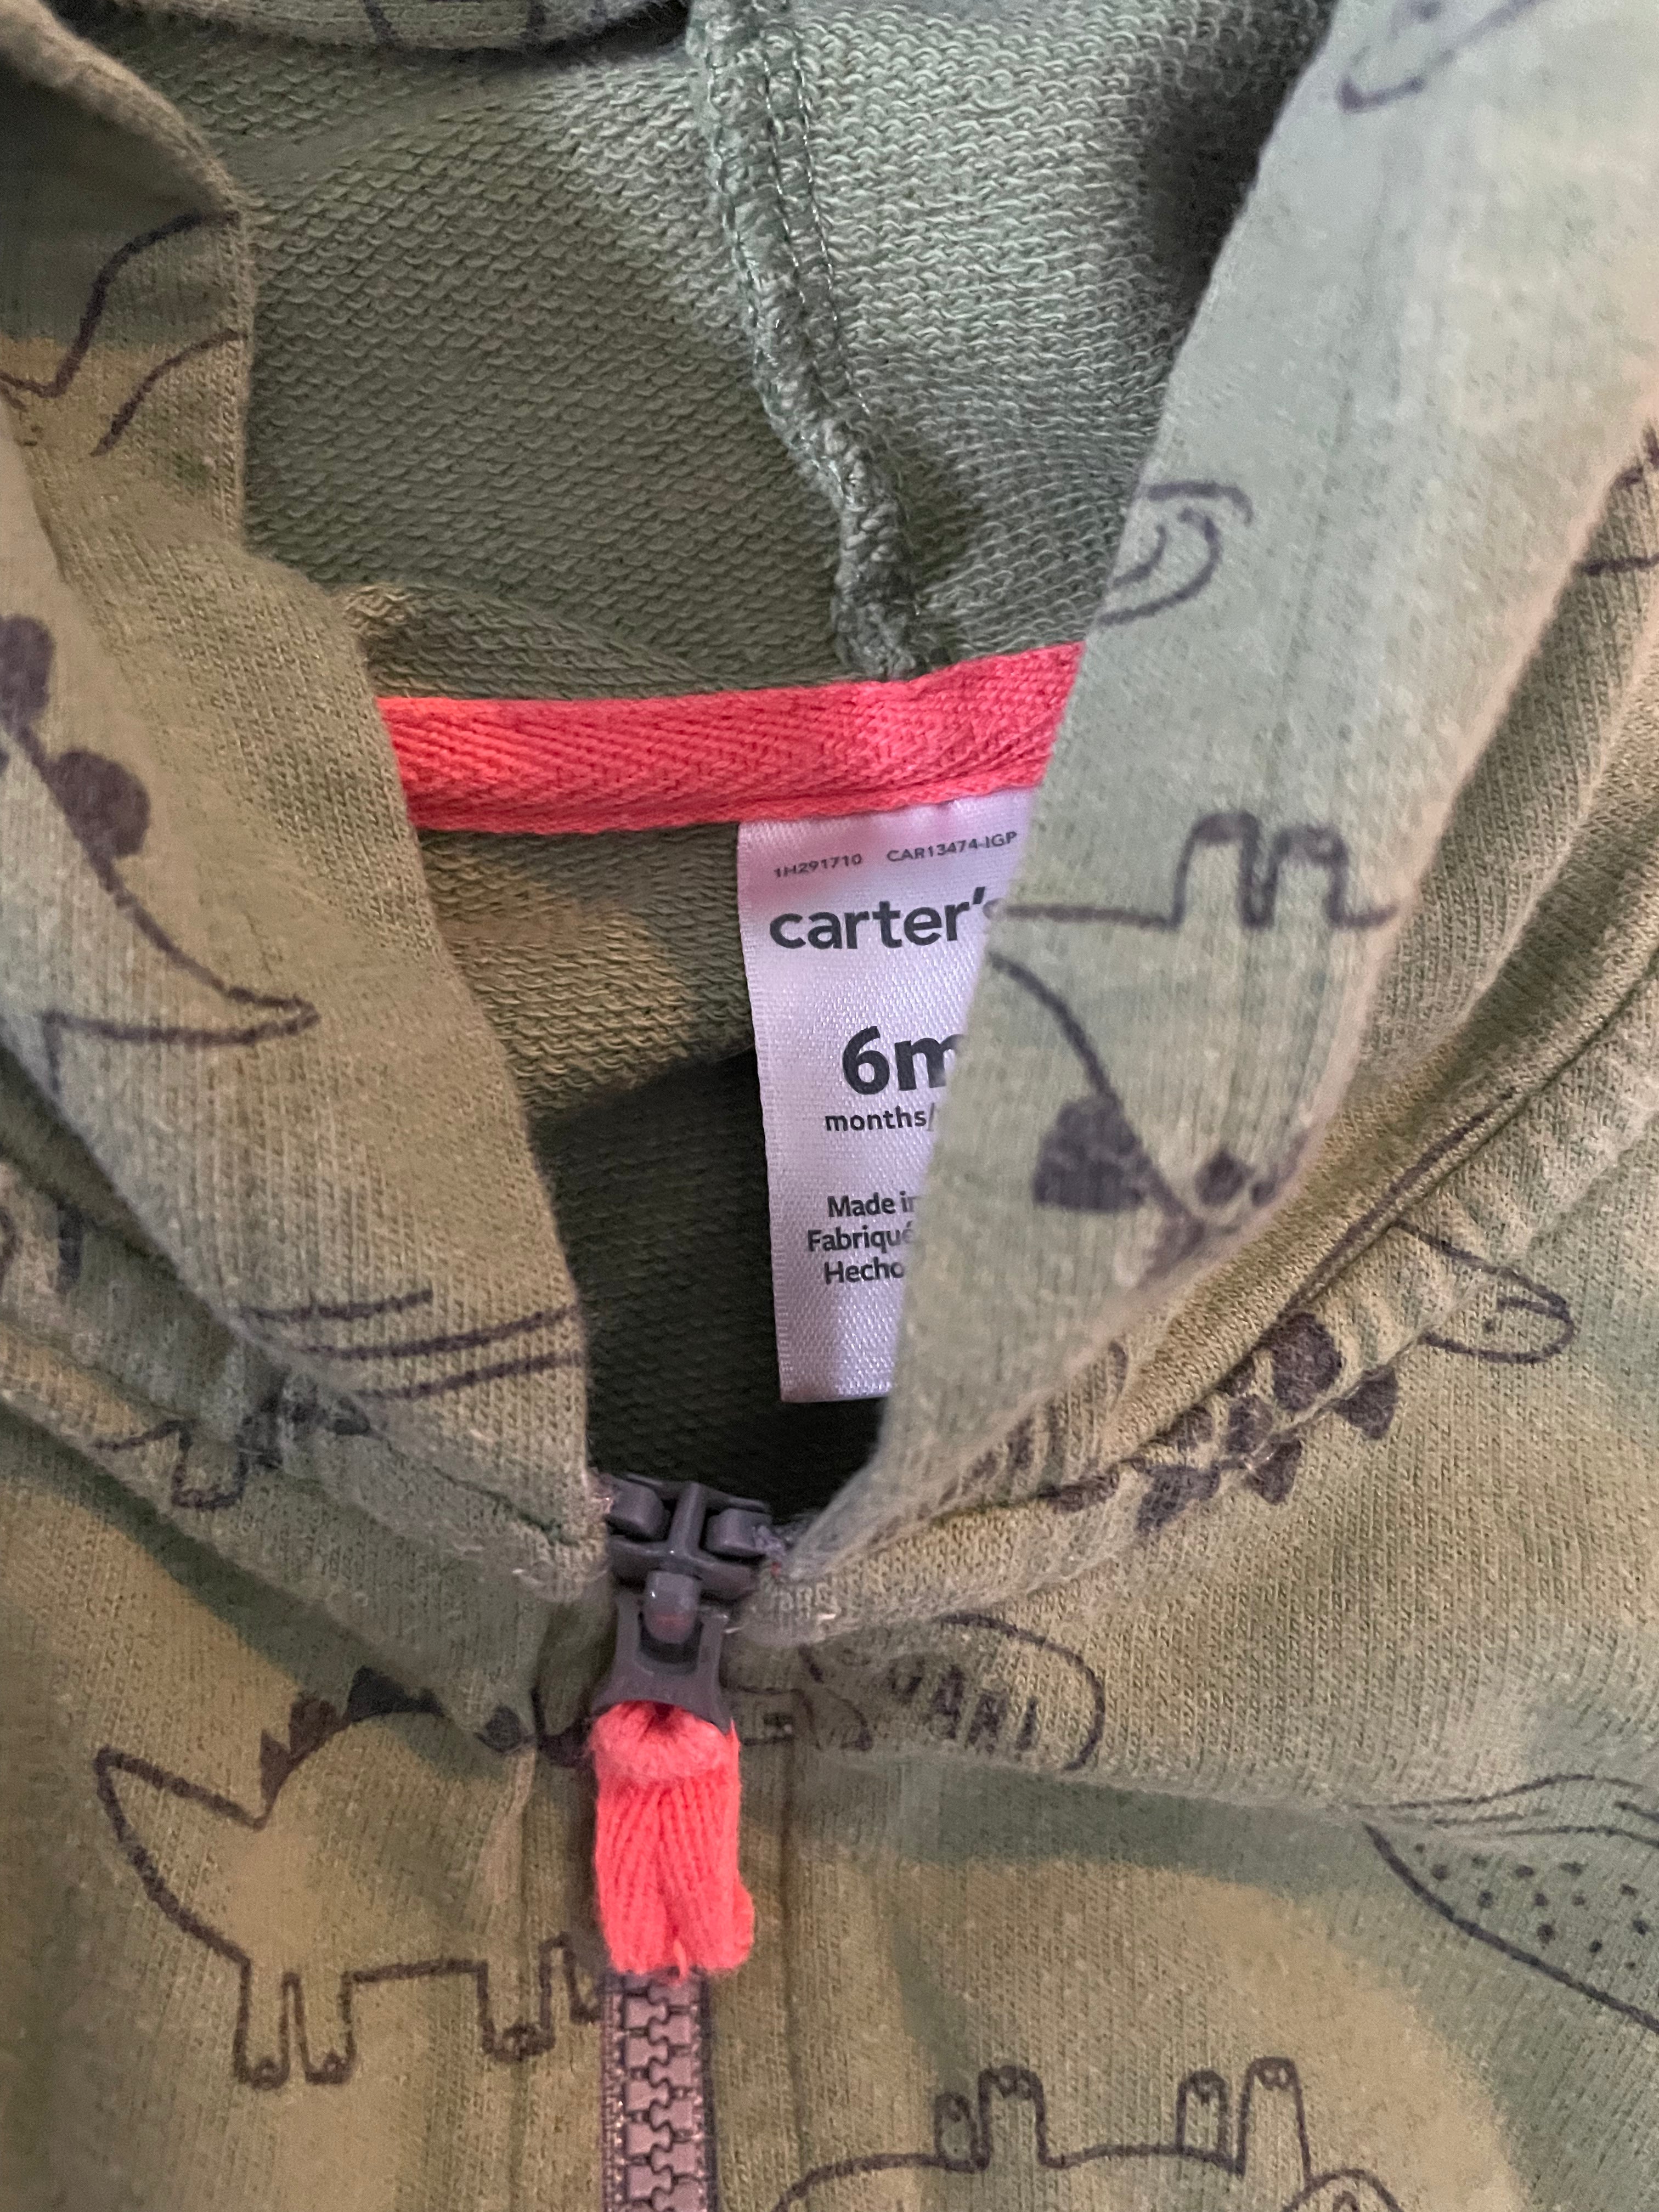 1H291710 CAR13474-IGP
carter's
6m
months/
Made in
Fabriqué
Hecho